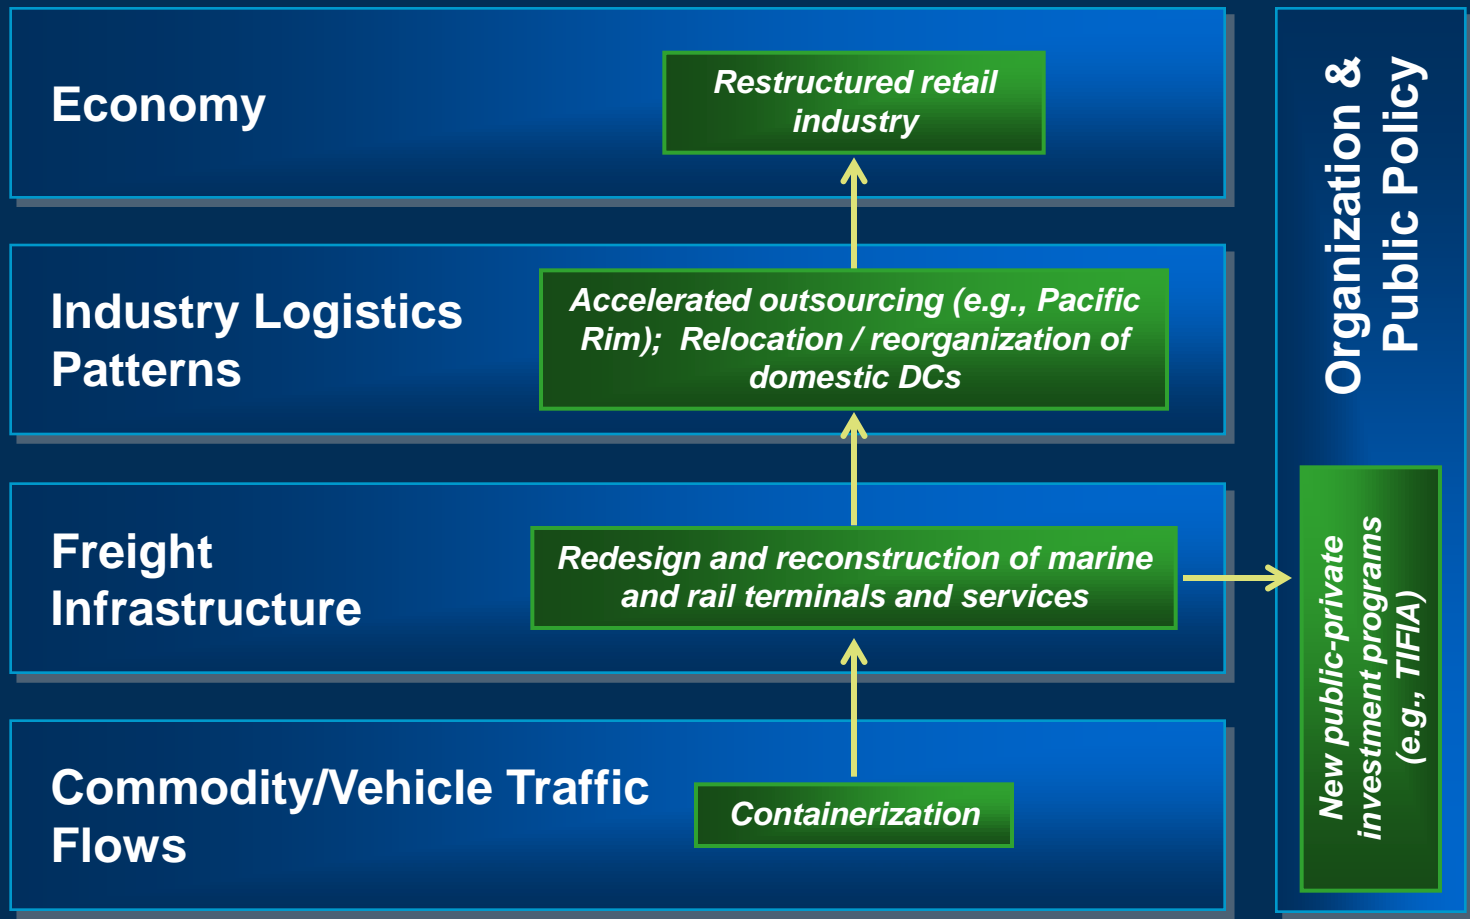 Economy
Restructured retail
industry
Industry Logistics
Patterns
Accelerated outsourcing (e.g., Pacific
Rim);  Relocation / reorganization of
domestic DCs
Freight
Infrastructure
Redesign and reconstruction of marine
and rail terminals and services
Commodity/Vehicle Traffic
Flows
Containerization
Organization &
Public Policy
New public-private
investment programs
(e.g., TIFIA)